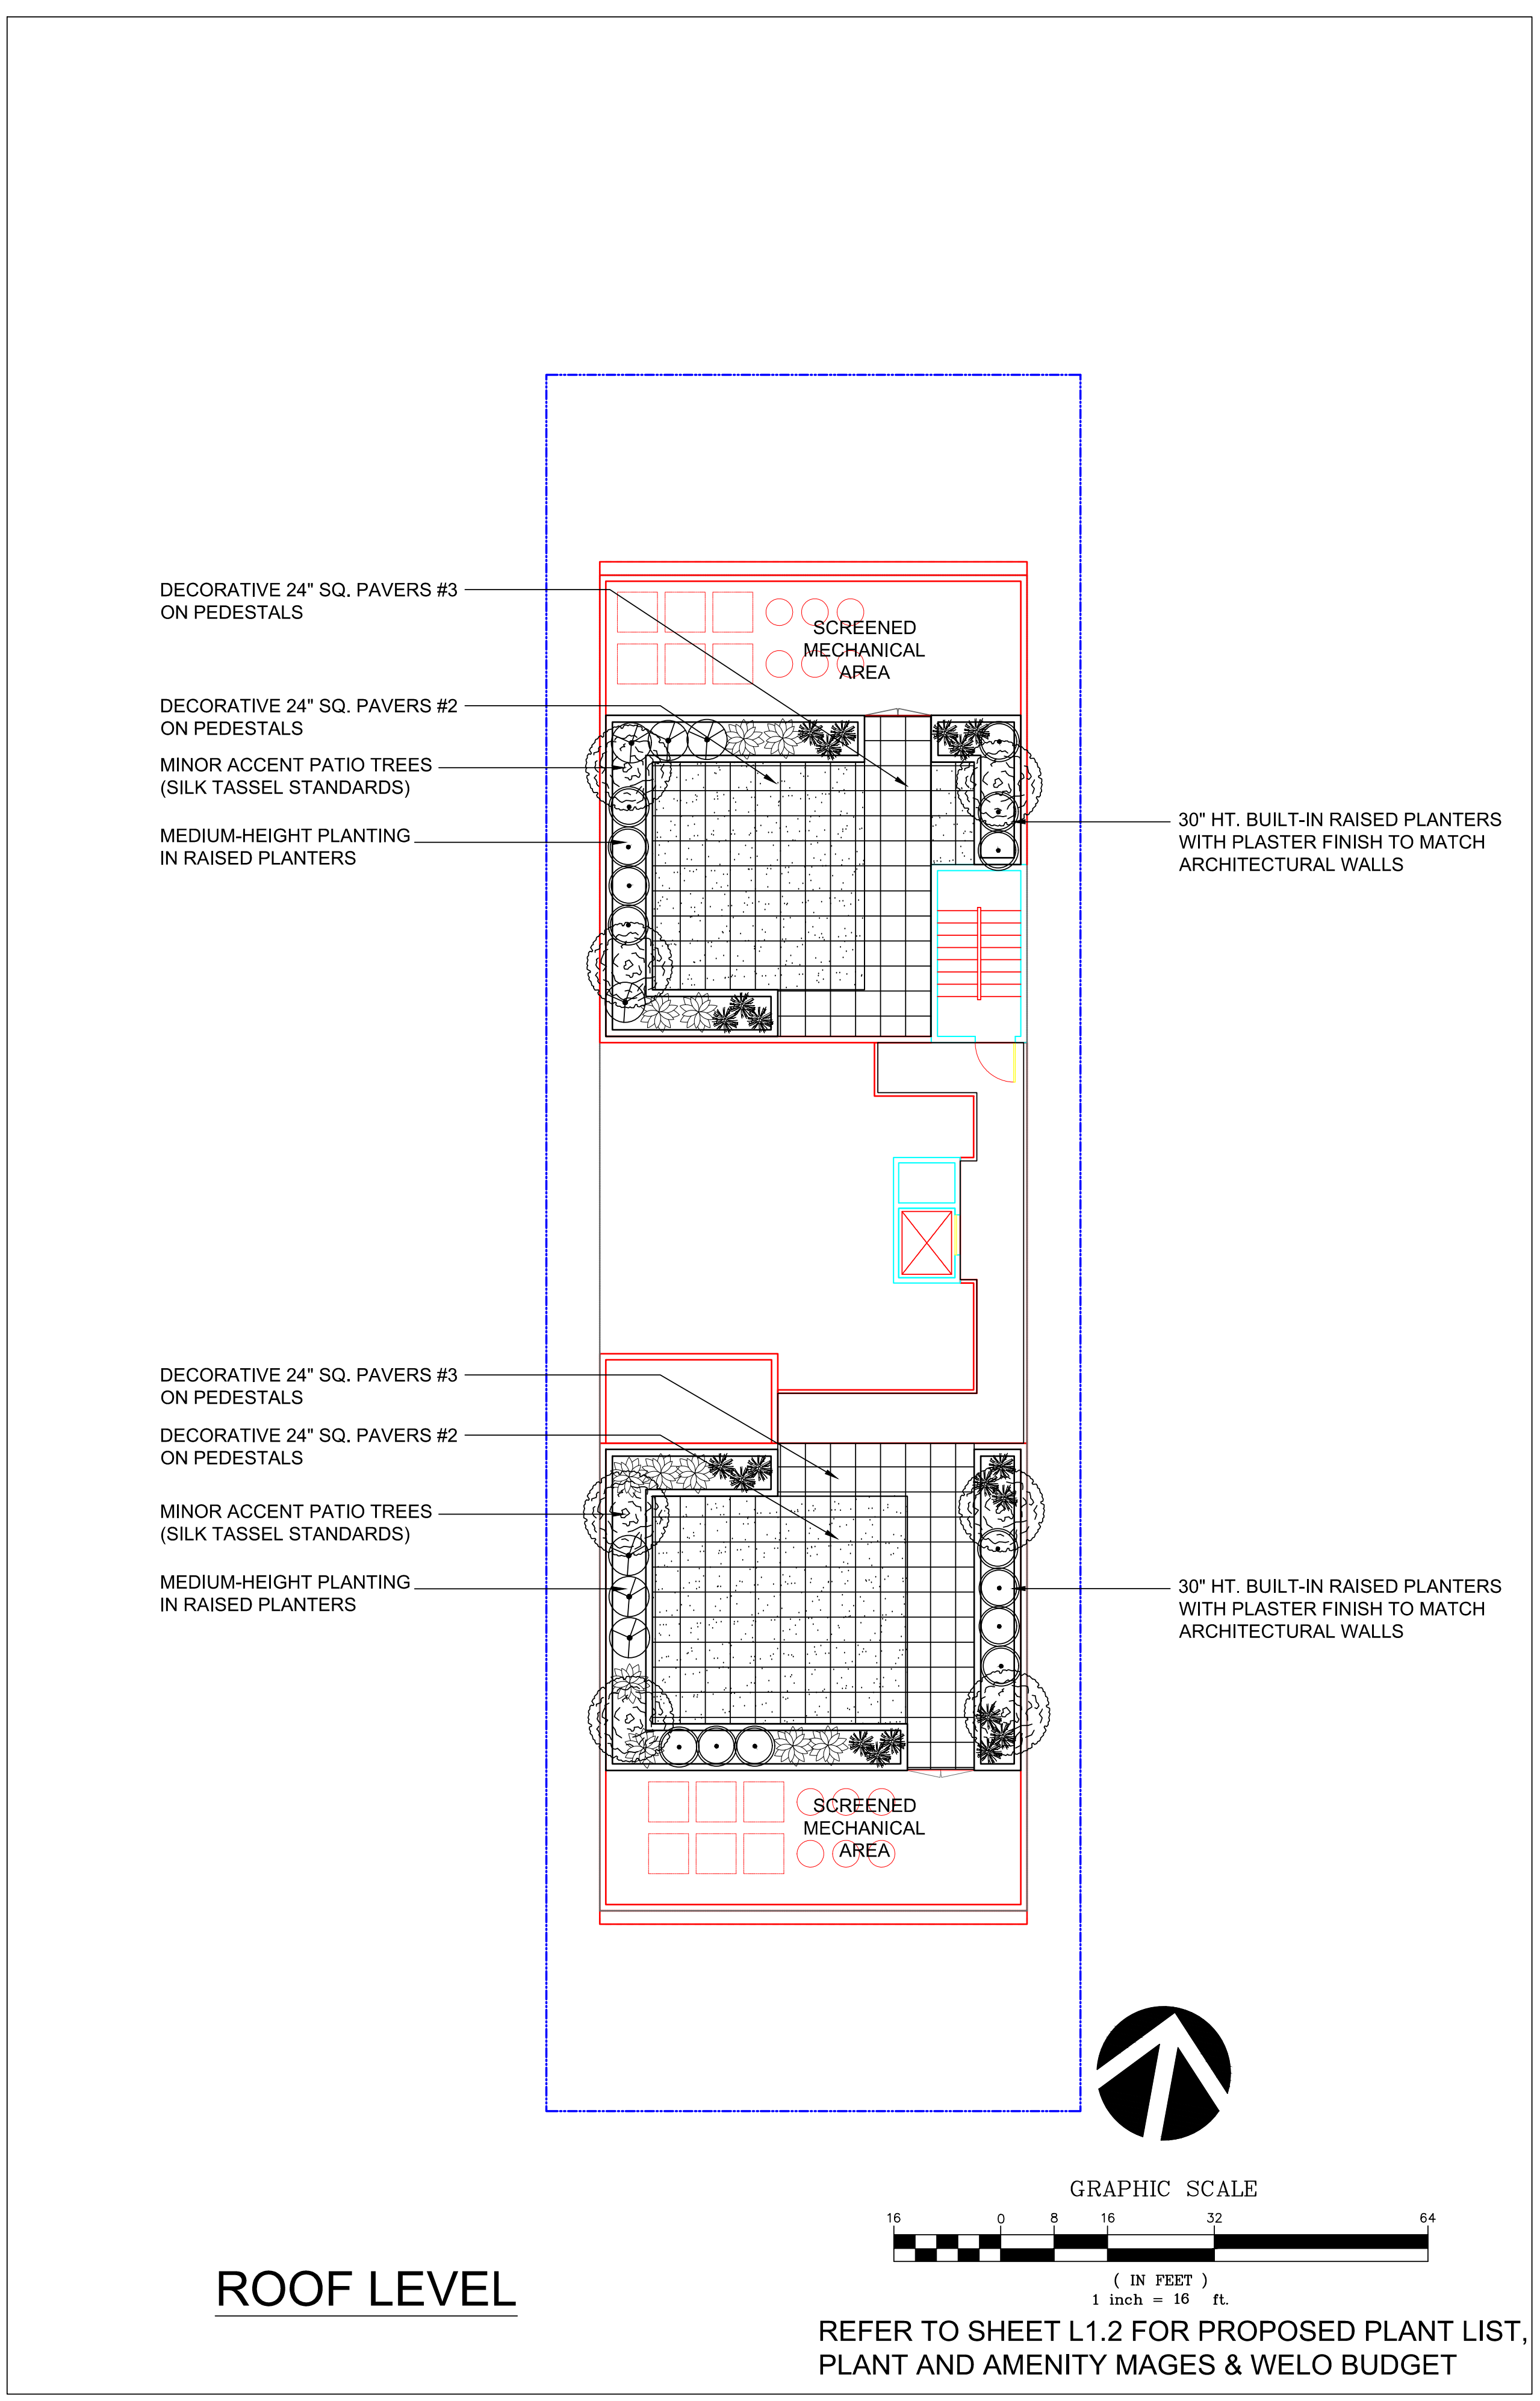 DECORATIVE 24" SQ. PAVERS #3
ON PEDESTALS
SCREENED
MECHANICAL
AREA
DECORATIVE 24" SQ. PAVERS #2
ON PEDESTALS
MINOR ACCENT PATIO TREES
(SILK TASSEL STANDARDS)
MEDIUM-HEIGHT PLANTING
IN RAISED PLANTERS
30" HT. BUILT-IN RAISED PLANTERS
WITH PLASTER FINISH TO MATCH
ARCHITECTURAL WALLS
DECORATIVE 24" SQ. PAVERS #3
ON PEDESTALS
DECORATIVE 24" SQ. PAVERS #2
ON PEDESTALS
MINOR ACCENT PATIO TREES
(SILK TASSEL STANDARDS)
MEDIUM-HEIGHT PLANTING
IN RAISED PLANTERS
30" HT. BUILT-IN RAISED PLANTERS
WITH PLASTER FINISH TO MATCH
ARCHITECTURAL WALLS
SCREENED
MECHANICAL
AREA
GRAPHIC SCALE
16 0 8 16 32 64
( IN FEET )
1 inch = 16 ft.
ROOF LEVEL
REFER TO SHEET L1.2 FOR PROPOSED PLANT LIST,
PLANT AND AMENITY MAGES & WELO BUDGET